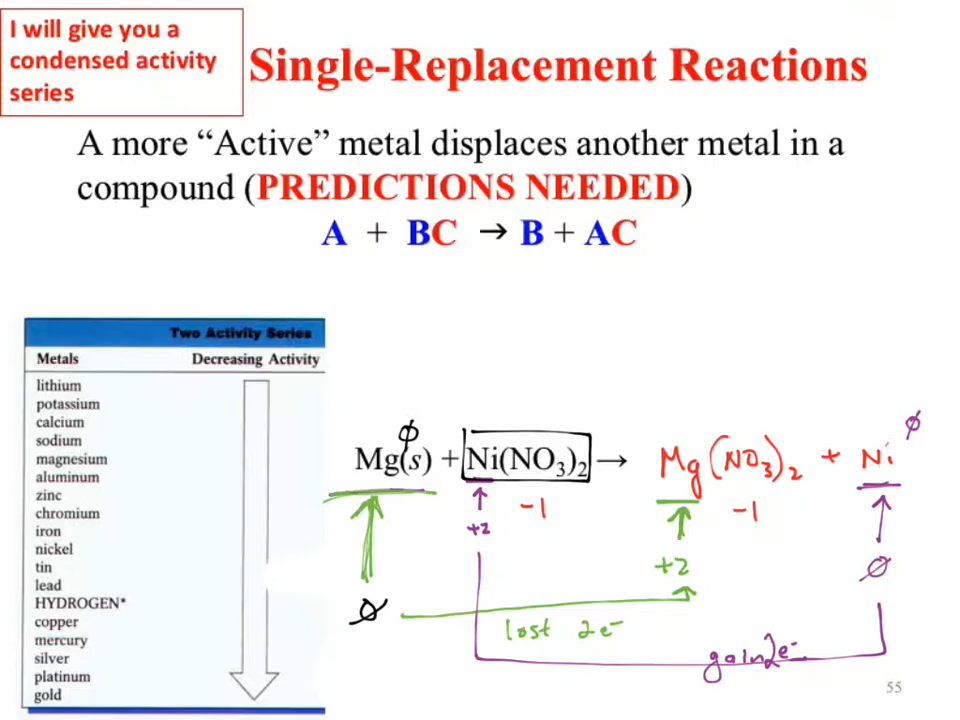 I will give you a
condensed activity
series
Single-Replacement Reactions
A more “Active” metal displaces another metal in a
compound (PREDICTIONS NEEDED)
A + BC → B + AC
Two Activity Series
Metals Decreasing Activity
lithium
potassium
calcium
sodium
magnesium
aluminum
zinc
chromium
iron
nickel
tin
lead
HYDROGEN*
copper
mercury
silver
platinum
gold
Mg(s) + Ni(NO₃)₂ → Mg(NO₃)₂ + Ni
ϕ ϕ
+2 -1 -1
+2 ϕ
ϕ
lost 2e⁻
gain 2e⁻
55